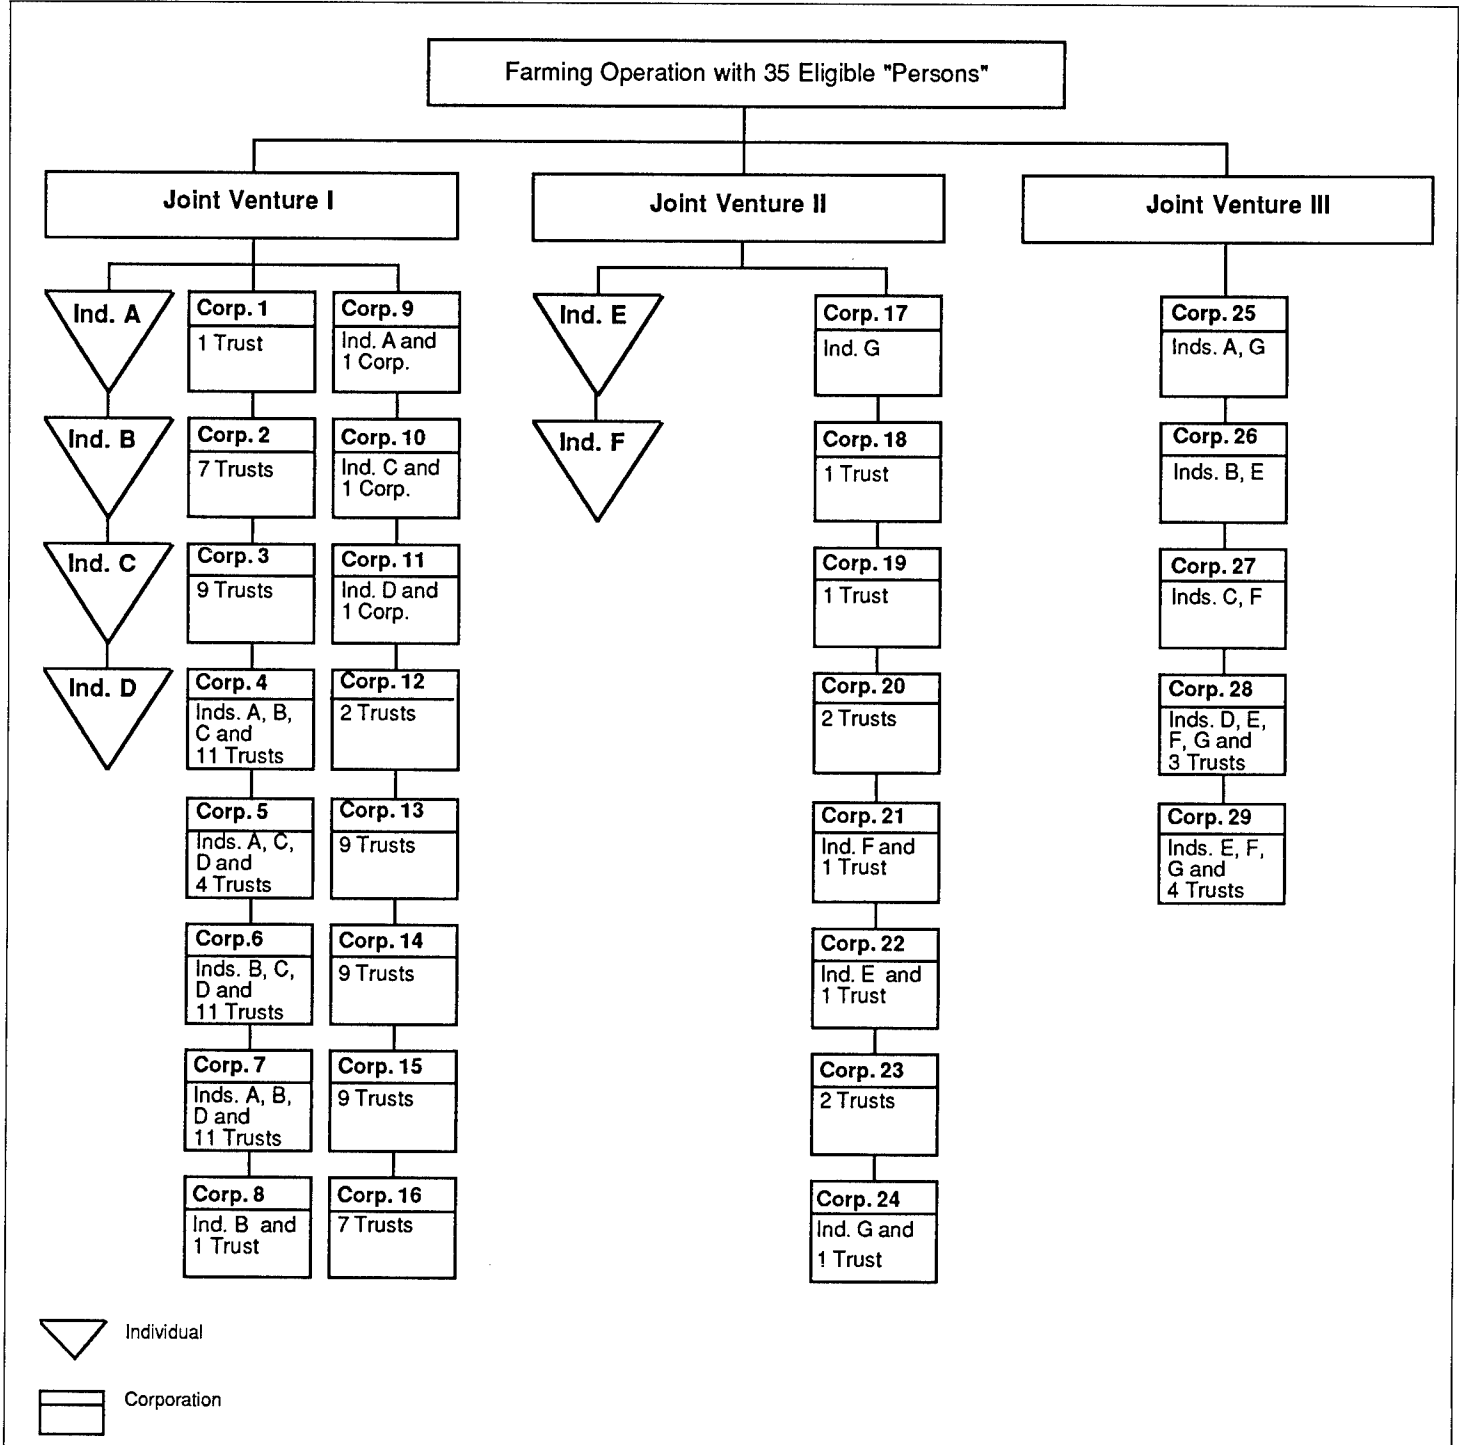 Farming Operation with 35 Eligible "Persons"
Joint Venture I
Ind. A
Ind. B
Ind. C
Ind. D
Corp. 1
1 Trust
Corp. 2
7 Trusts
Corp. 3
9 Trusts
Corp. 4
Inds. A, B,
C and
11 Trusts
Corp. 5
Inds. A, C,
D and
4 Trusts
Corp.6
Inds. B, C,
D and
11 Trusts
Corp. 7
Inds. A, B,
D and
11 Trusts
Corp. 8
Ind. B and
1 Trust
Corp. 9
Ind. A and
1 Corp.
Corp. 10
Ind. C and
1 Corp.
Corp. 11
Ind. D and
1 Corp.
Corp. 12
2 Trusts
Corp. 13
9 Trusts
Corp. 14
9 Trusts
Corp. 15
9 Trusts
Corp. 16
7 Trusts
Joint Venture II
Ind. E
Ind. F
Corp. 17
Ind. G
Corp. 18
1 Trust
Corp. 19
1 Trust
Corp. 20
2 Trusts
Corp. 21
Ind. F and
1 Trust
Corp. 22
Ind. E and
1 Trust
Corp. 23
2 Trusts
Corp. 24
Ind. G and
1 Trust
Joint Venture III
Corp. 25
Inds. A, G
Corp. 26
Inds. B, E
Corp. 27
Inds. C, F
Corp. 28
Inds. D, E,
F, G and
3 Trusts
Corp. 29
Inds. E, F,
G and
4 Trusts
Individual
Corporation